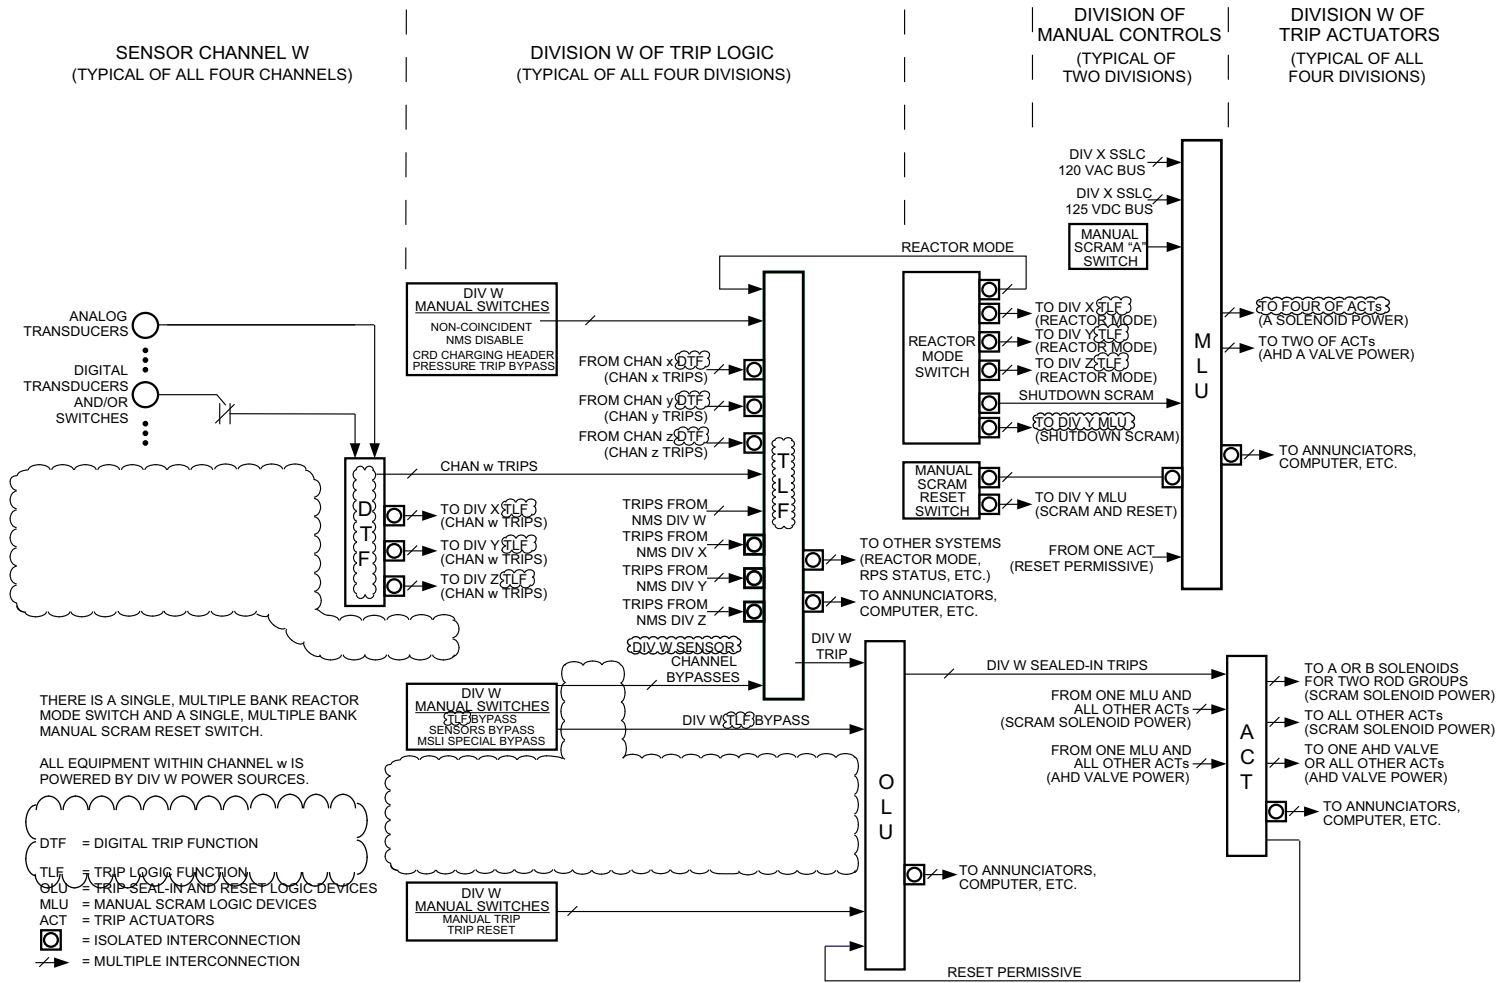 SENSOR CHANNEL W
(TYPICAL OF ALL FOUR CHANNELS)
DIVISION W OF TRIP LOGIC
(TYPICAL OF ALL FOUR DIVISIONS)
DIVISION OF
MANUAL CONTROLS
(TYPICAL OF
TWO DIVISIONS)
DIVISION W OF
TRIP ACTUATORS
(TYPICAL OF ALL
FOUR DIVISIONS)
ANALOG
TRANSDUCERS
DIGITAL
TRANSDUCERS
AND/OR
SWITCHES
DTF
CHAN w TRIPS
TO DIV X TLF
(CHAN w TRIPS)
TO DIV Y TLF
(CHAN w TRIPS)
TO DIV Z TLF
(CHAN w TRIPS)
DIV W
MANUAL SWITCHES
NON-COINCIDENT
NMS DISABLE
CRD CHARGING HEADER
PRESSURE TRIP BYPASS
FROM CHAN x DTF
(CHAN x TRIPS)
FROM CHAN y DTF
(CHAN y TRIPS)
FROM CHAN z DTF
(CHAN z TRIPS)
TRIPS FROM
NMS DIV W
TRIPS FROM
NMS DIV X
TRIPS FROM
NMS DIV Y
TRIPS FROM
NMS DIV Z
DIV W SENSOR
CHANNEL
BYPASSES
TLF
REACTOR MODE
TO OTHER SYSTEMS
(REACTOR MODE,
RPS STATUS, ETC.)
TO ANNUNCIATORS,
COMPUTER, ETC.
DIV W
TRIP
DIV W
MANUAL SWITCHES
TLF BYPASS
SENSORS BYPASS
MSLI SPECIAL BYPASS
DIV W TLF BYPASS
DIV W
MANUAL SWITCHES
MANUAL TRIP
TRIP RESET
OLU
TO ANNUNCIATORS,
COMPUTER, ETC.
RESET PERMISSIVE
REACTOR
MODE
SWITCH
TO DIV X TLF
(REACTOR MODE)
TO DIV Y TLF
(REACTOR MODE)
TO DIV Z TLF
(REACTOR MODE)
SHUTDOWN SCRAM
TO DIV Y MLU
(SHUTDOWN SCRAM)
MANUAL
SCRAM
RESET
SWITCH
TO DIV Y MLU
(SCRAM AND RESET)
FROM ONE ACT
(RESET PERMISSIVE)
DIV X SSLC
120 VAC BUS
DIV X SSLC
125 VDC BUS
MANUAL
SCRAM “A”
SWITCH
MLU
TO FOUR OF ACTs
(A SOLENOID POWER)
TO TWO OF ACTs
(AHD A VALVE POWER)
TO ANNUNCIATORS,
COMPUTER, ETC.
DIV W SEALED-IN TRIPS
FROM ONE MLU AND
ALL OTHER ACTs
(SCRAM SOLENOID POWER)
FROM ONE MLU AND
ALL OTHER ACTs
(AHD VALVE POWER)
ACT
TO A OR B SOLENOIDS
FOR TWO ROD GROUPS
(SCRAM SOLENOID POWER)
TO ALL OTHER ACTs
(SCRAM SOLENOID POWER)
TO ONE AHD VALVE
OR ALL OTHER ACTs
(AHD VALVE POWER)
TO ANNUNCIATORS,
COMPUTER, ETC.
THERE IS A SINGLE, MULTIPLE BANK REACTOR
MODE SWITCH AND A SINGLE, MULTIPLE BANK
MANUAL SCRAM RESET SWITCH.
ALL EQUIPMENT WITHIN CHANNEL w IS
POWERED BY DIV W POWER SOURCES.
DTF = DIGITAL TRIP FUNCTION
TLF = TRIP LOGIC FUNCTION
OLU = TRIP SEAL-IN AND RESET LOGIC DEVICES
MLU = MANUAL SCRAM LOGIC DEVICES
ACT = TRIP ACTUATORS
= ISOLATED INTERCONNECTION
= MULTIPLE INTERCONNECTION